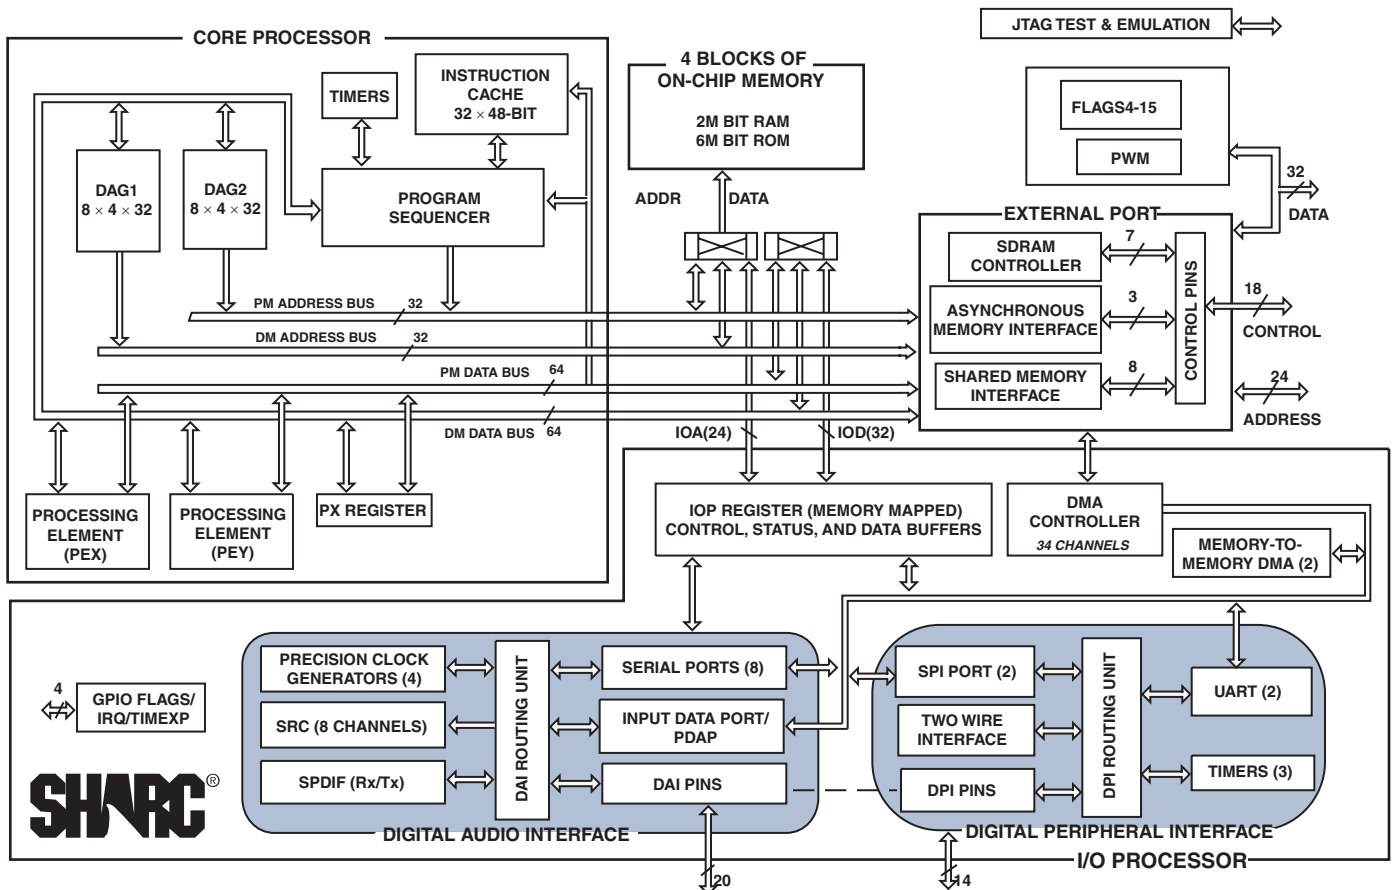 CORE PROCESSOR
JTAG TEST & EMULATION
4 BLOCKS OF
ON-CHIP MEMORY
2M BIT RAM
6M BIT ROM
TIMERS
INSTRUCTION
CACHE
32 × 48-BIT
FLAGS4-15
PWM
DAG1
8 × 4 × 32
DAG2
8 × 4 × 32
PROGRAM
SEQUENCER
ADDR
DATA
32
DATA
EXTERNAL PORT
SDRAM
CONTROLLER
7
ASYNCHRONOUS
MEMORY INTERFACE
3
SHARED MEMORY
INTERFACE
8
CONTROL PINS
18
CONTROL
24
ADDRESS
PM ADDRESS BUS
32
DM ADDRESS BUS
32
PM DATA BUS
64
DM DATA BUS
64
IOA(24)
IOD(32)
PROCESSING
ELEMENT
(PEX)
PROCESSING
ELEMENT
(PEY)
PX REGISTER
IOP REGISTER (MEMORY MAPPED)
CONTROL, STATUS, AND DATA BUFFERS
DMA
CONTROLLER
34 CHANNELS
MEMORY-TO-
MEMORY DMA (2)
4
GPIO FLAGS/
IRQ/TIMEXP
PRECISION CLOCK
GENERATORS (4)
SRC (8 CHANNELS)
SPDIF (Rx/Tx)
DAI ROUTING UNIT
SERIAL PORTS (8)
INPUT DATA PORT/
PDAP
DAI PINS
SPI PORT (2)
TWO WIRE
INTERFACE
DPI PINS
DPI ROUTING UNIT
UART (2)
TIMERS (3)
SHARC®
DIGITAL AUDIO INTERFACE
DIGITAL PERIPHERAL INTERFACE
I/O PROCESSOR
20
14